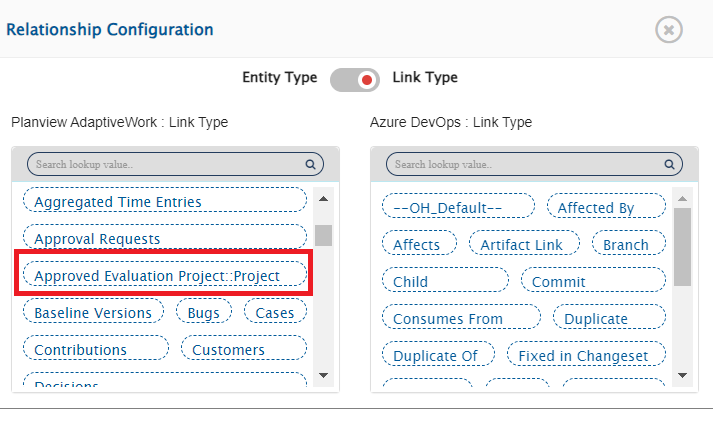 Relationship Configuration
Entity Type Link Type
Planview AdaptiveWork : Link Type
Search lookup value..
Aggregated Time Entries
Approval Requests
Approved Evaluation Project::Project
Baseline Versions Bugs Cases
Contributions Customers
Decisions
Azure DevOps : Link Type
Search lookup value..
--OH_Default-- Affected By
Affects Artifact Link Branch
Child Commit
Consumes From Duplicate
Duplicate Of Fixed in Changeset